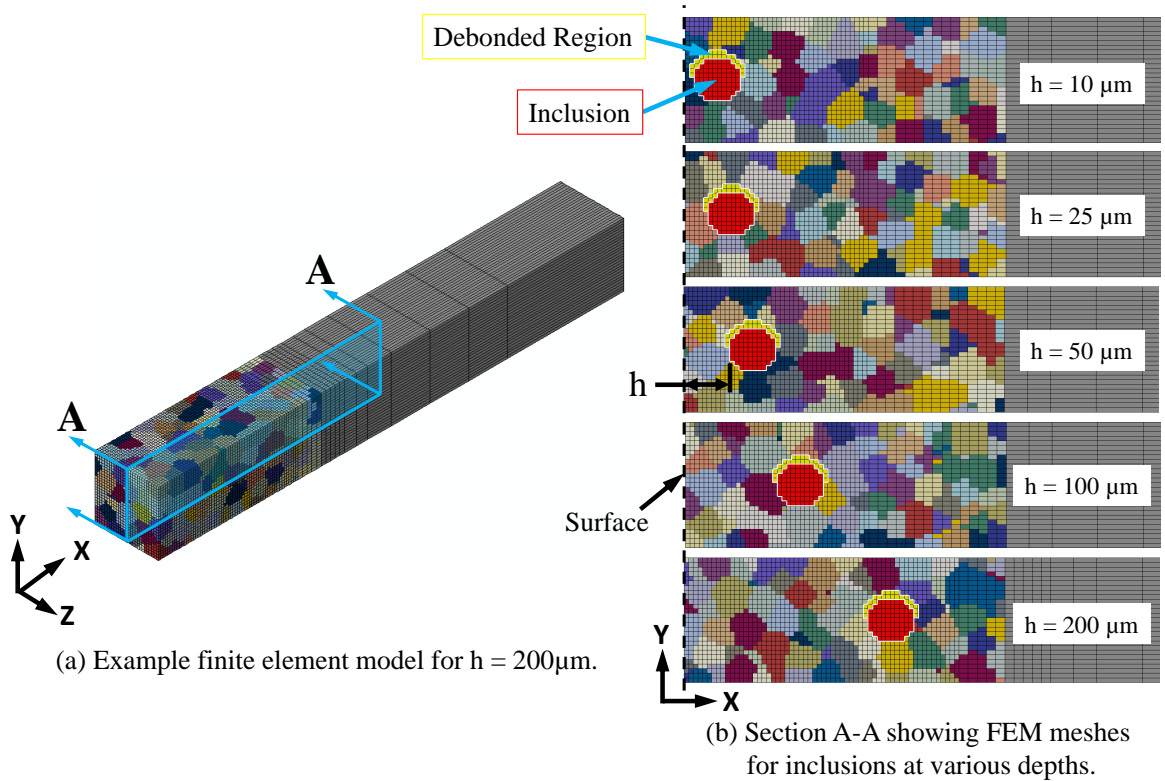 Debonded Region
Inclusion
A
A
Y
X
Z
(a) Example finite element model for h = 200μm.
h = 10 μm
h = 25 μm
h = 50 μm
h
h = 100 μm
Surface
h = 200 μm
Y
X
(b) Section A-A showing FEM meshes
for inclusions at various depths.